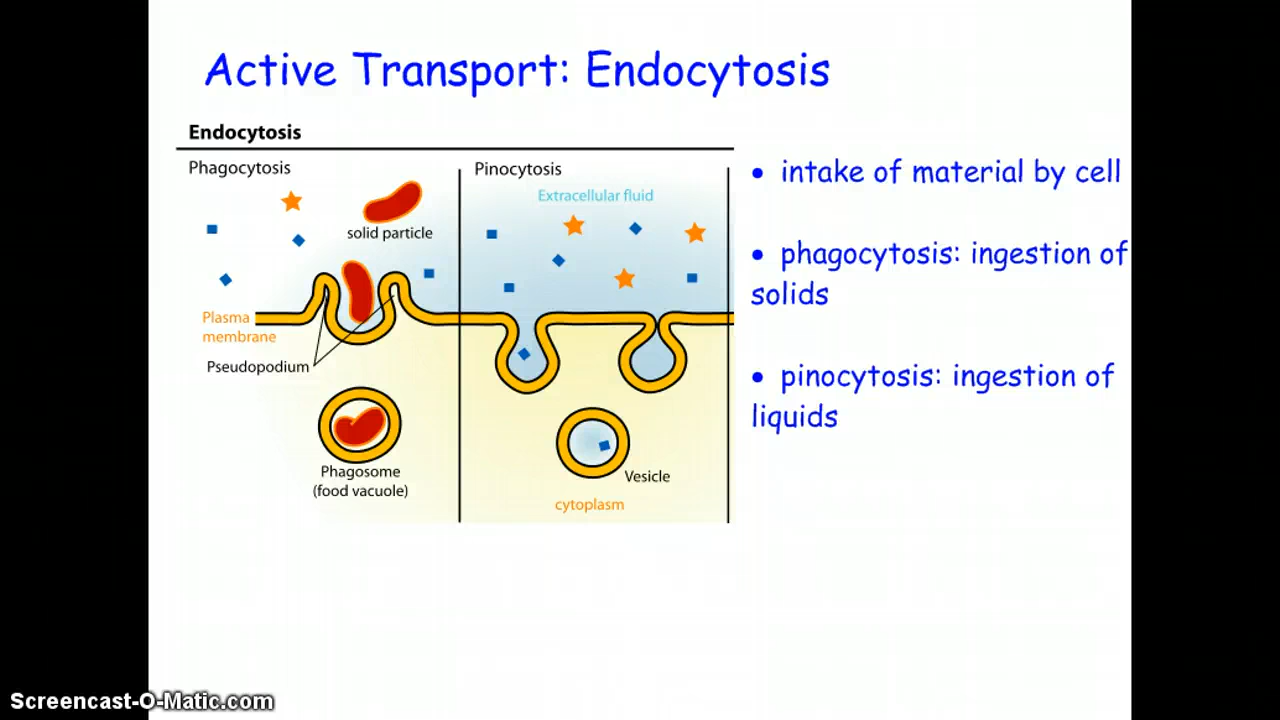 Active Transport: Endocytosis
Endocytosis
Phagocytosis
solid particle
Plasma
membrane
Pseudopodium
Phagosome
(food vacuole)
Pinocytosis
Extracellular fluid
Vesicle
cytoplasm
• intake of material by cell
• phagocytosis: ingestion of
solids
• pinocytosis: ingestion of
liquids
Screencast-O-Matic.com